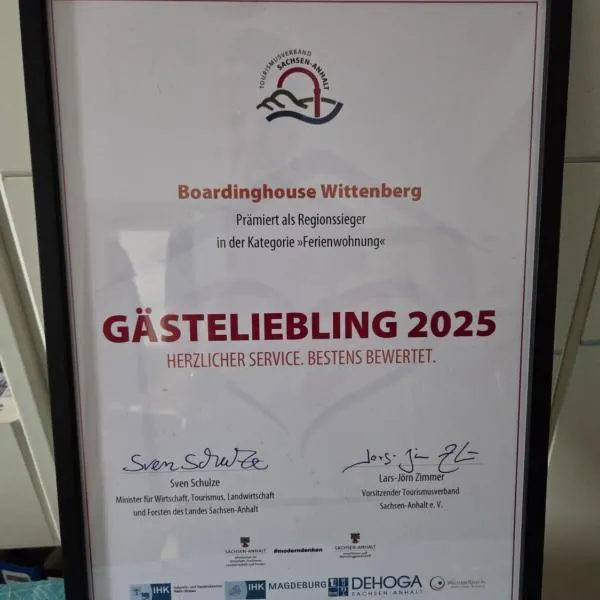 TOURISMUSVERBAND
SACHSEN-ANHALT
Boardinghouse Wittenberg
Prämiert als Regionssieger
in der Kategorie »Ferienwohnung«
GÄSTELIEBLING 2025
HERZLICHER SERVICE. BESTENS BEWERTET.
Sven Schulze
Sven Schulze
Minister für Wirtschaft, Tourismus, Landwirtschaft
und Forsten des Landes Sachsen-Anhalt
Lars-Jörn Zimmer
Vorsitzender Tourismusverband
Sachsen-Anhalt e. V.
SACHSEN-ANHALT
#moderndenken
SACHSEN-ANHALT
IHK
IHK MAGDEBURG
DEHOGA
SACHSEN-ANHALT